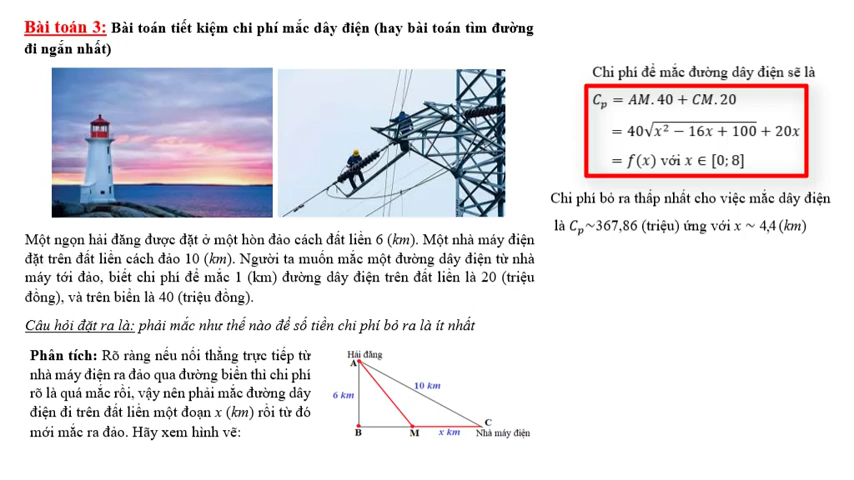 Bài toán 3: Bài toán tiết kiệm chi phí mắc dây điện (hay bài toán tìm đường
đi ngắn nhất)
Một ngọn hải đăng được đặt ở một hòn đảo cách đất liền 6 (km). Một nhà máy điện
đặt trên đất liền cách đảo 10 (km). Người ta muốn mắc một đường dây điện từ nhà
máy tới đảo, biết chi phí để mắc 1 (km) đường dây điện trên đất liền là 20 (triệu
đồng), và trên biển là 40 (triệu đồng).
Câu hỏi đặt ra là: phải mắc như thế nào để số tiền chi phí bỏ ra là ít nhất
Phân tích: Rõ ràng nếu nối thẳng trực tiếp từ
nhà máy điện ra đảo qua đường biển thì chi phí
rõ là quá mắc rồi, vậy nên phải mắc đường dây
điện đi trên đất liền một đoạn x (km) rồi từ đó
mới mắc ra đảo. Hãy xem hình vẽ:
Hải đăng
A
10 km
6 km
C
B M x km Nhà máy điện
Chi phí để mắc đường dây điện sẽ là
Cₚ = AM. 40 + CM. 20
= 40√(x² − 16x + 100) + 20x
= f(x) với x ∈ [0; 8]
Chi phí bỏ ra thấp nhất cho việc mắc dây điện
là Cₚ~367,86 (triệu) ứng với x ~ 4,4 (km)